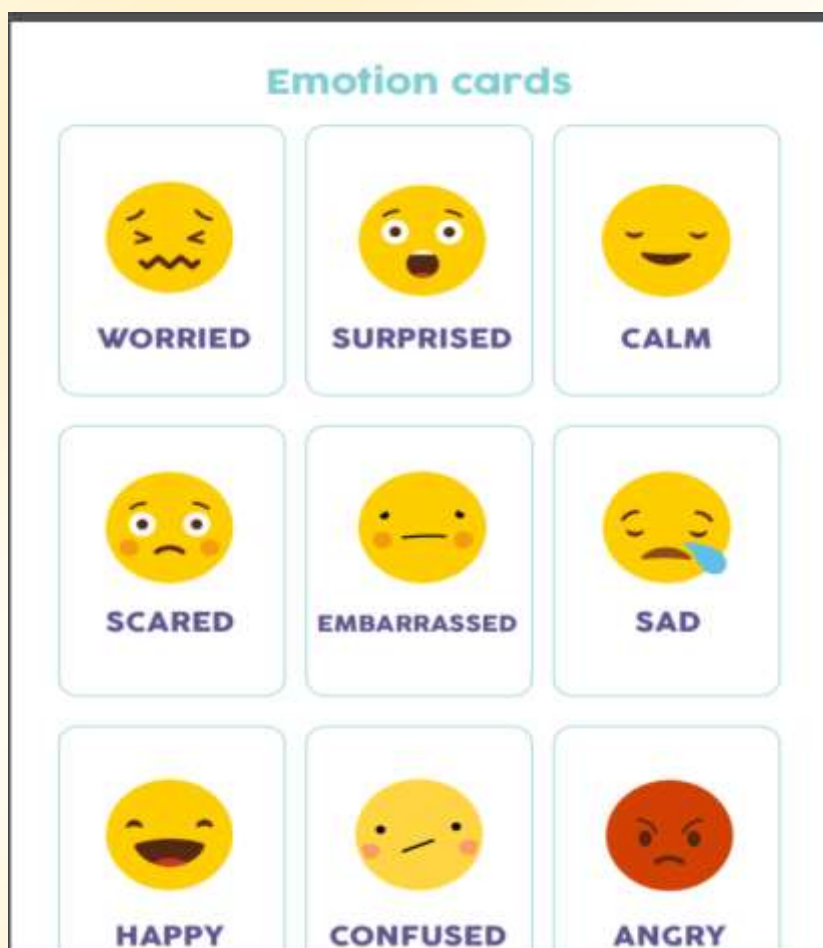 Emotion cards
WORRIED SURPRISED CALM
SCARED EMBARRASSED SAD
HAPPY CONFUSED ANGRY